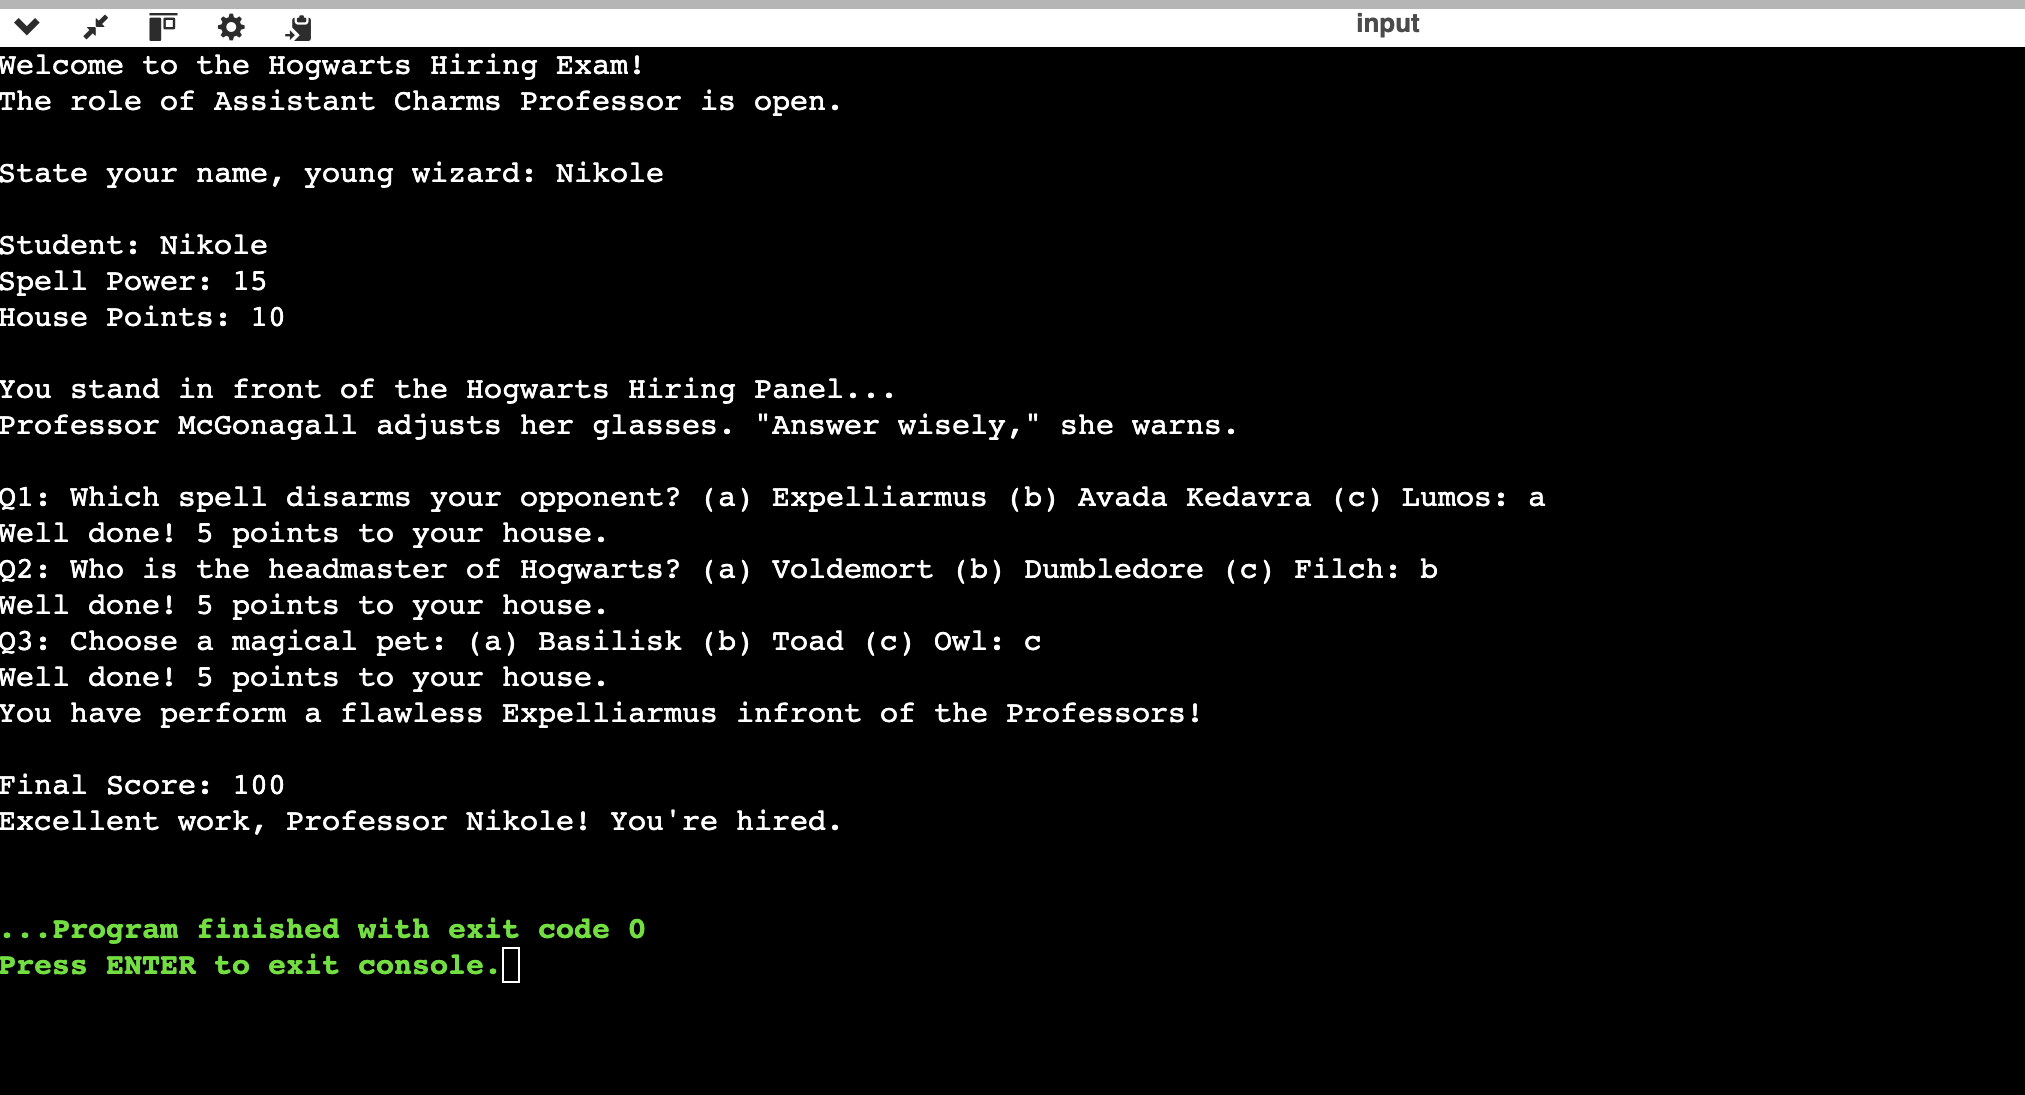 input
Welcome to the Hogwarts Hiring Exam!
The role of Assistant Charms Professor is open.
State your name, young wizard: Nikole
Student: Nikole
Spell Power: 15
House Points: 10
You stand in front of the Hogwarts Hiring Panel...
Professor McGonagall adjusts her glasses. "Answer wisely," she warns.
Q1: Which spell disarms your opponent? (a) Expelliarmus (b) Avada Kedavra (c) Lumos: a
Well done! 5 points to your house.
Q2: Who is the headmaster of Hogwarts? (a) Voldemort (b) Dumbledore (c) Filch: b
Well done! 5 points to your house.
Q3: Choose a magical pet: (a) Basilisk (b) Toad (c) Owl: c
Well done! 5 points to your house.
You have perform a flawless Expelliarmus infront of the Professors!
Final Score: 100
Excellent work, Professor Nikole! You're hired.
...Program finished with exit code 0
Press ENTER to exit console.